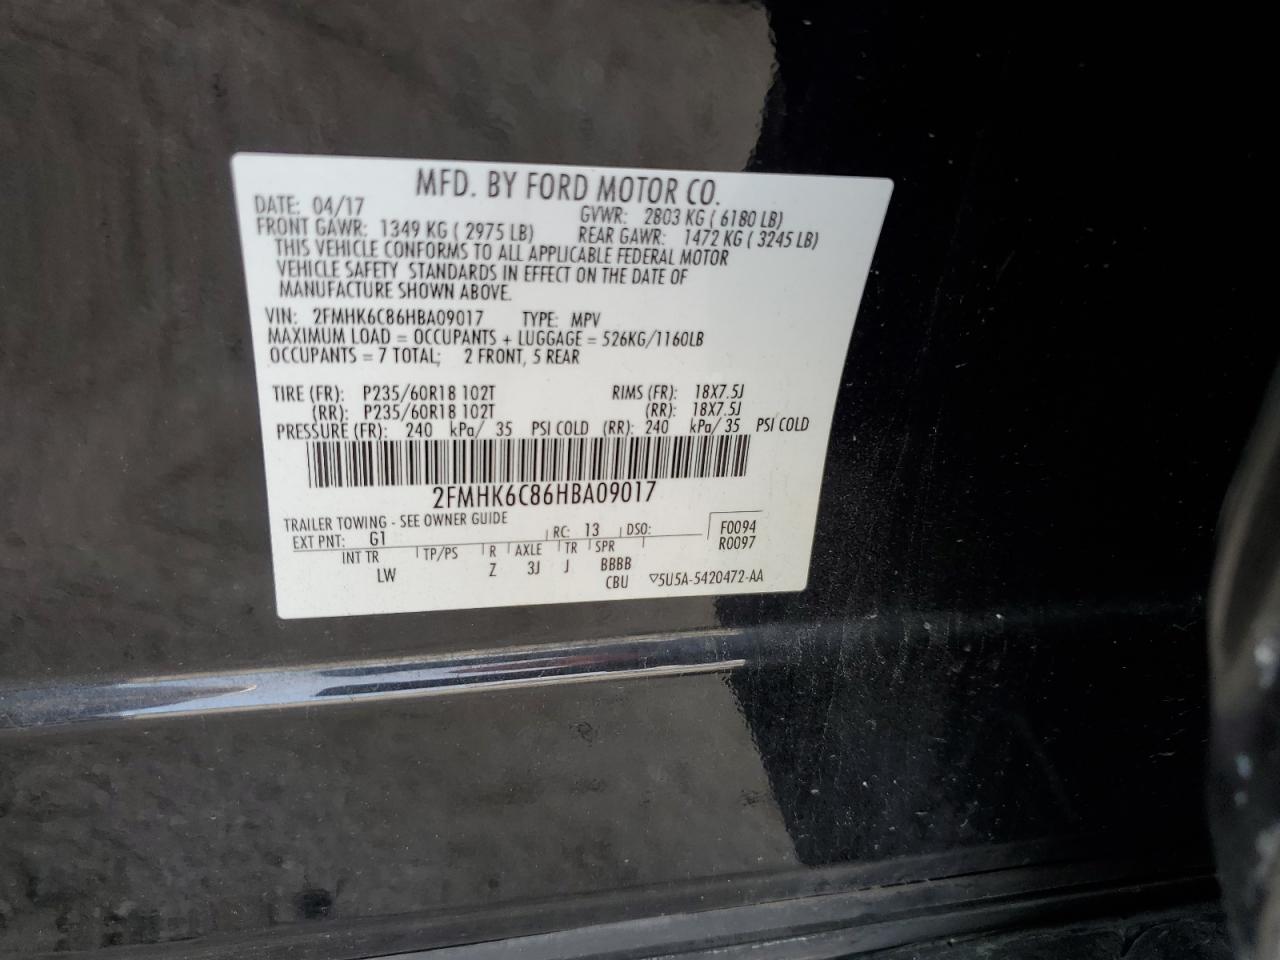 MFD. BY FORD MOTOR CO.
DATE: 04/17 GVWR: 2803 KG ( 6180 LB)
FRONT GAWR: 1349 KG ( 2975 LB) REAR GAWR: 1472 KG ( 3245 LB)
THIS VEHICLE CONFORMS TO ALL APPLICABLE FEDERAL MOTOR
VEHICLE SAFETY STANDARDS IN EFFECT ON THE DATE OF
MANUFACTURE SHOWN ABOVE.
VIN: 2FMHK6C86HBA09017 TYPE: MPV
MAXIMUM LOAD = OCCUPANTS + LUGGAGE = 526KG/1160LB
OCCUPANTS = 7 TOTAL; 2 FRONT, 5 REAR
TIRE (FR): P235/60R18 102T RIMS (FR): 18X7.5J
(RR): P235/60R18 102T (RR): 18X7.5J
PRESSURE (FR): 240 kPa/ 35 PSI COLD (RR): 240 kPa/ 35 PSI COLD
2FMHK6C86HBA09017
TRAILER TOWING - SEE OWNER GUIDE
EXT PNT: G1 RC: 13 DSO: F0094
R0097
INT TR TP/PS R AXLE TR SPR
LW Z 3J J BBBB
CBU ▽5U5A-5420472-AA